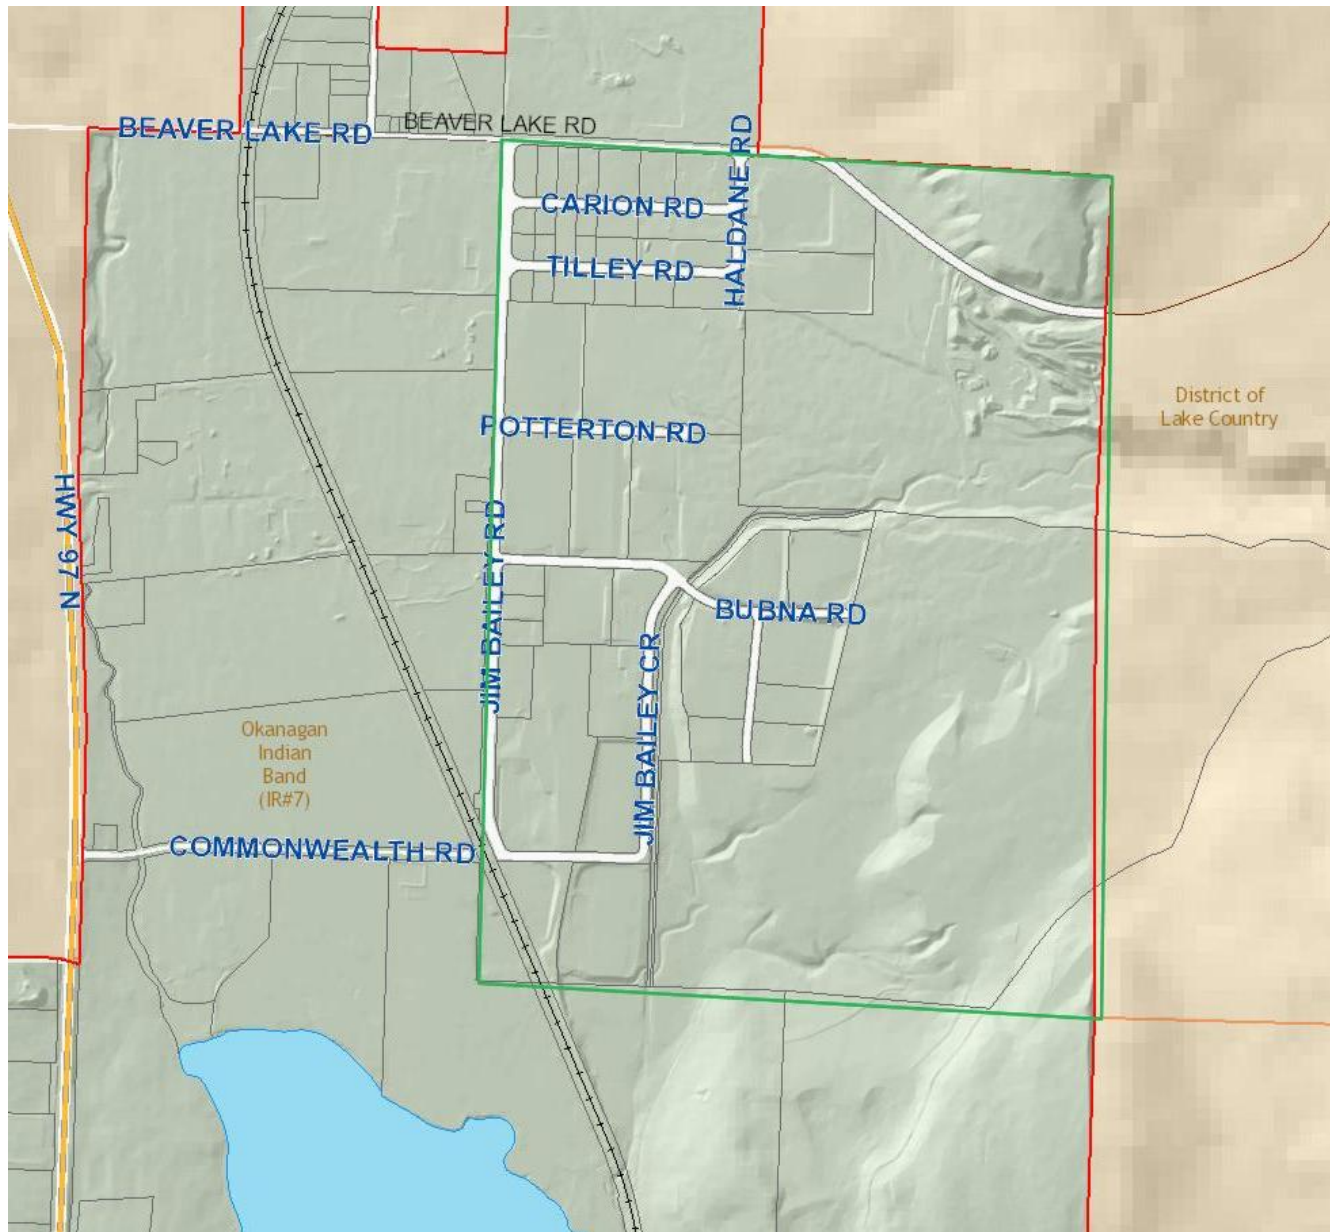 BEAVER LAKE RD
BEAVER LAKE RD
HALDANE RD
CARION RD
TILLEY RD
District of
Lake Country
POTTERTON RD
HWY 97 N
JIM BAILEY RD
BUBNA RD
JIM BAILEY CR
Okanagan
Indian
Band
(IR#7)
COMMONWEALTH RD